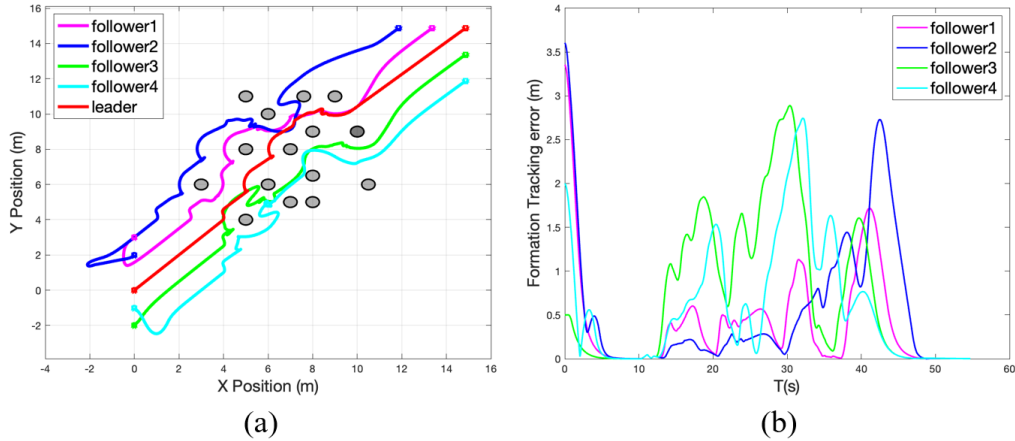 follower1
follower2
follower3
follower4
leader
Y Position (m)
16
14
12
10
8
6
4
2
0
-2
-4 -2 0 2 4 6 8 10 12 14 16
X Position (m)
(a)
follower1
follower2
follower3
follower4
Formation Tracking error (m)
4
3.5
3
2.5
2
1.5
1
0.5
0
0 10 20 30 40 50 60
T(s)
(b)